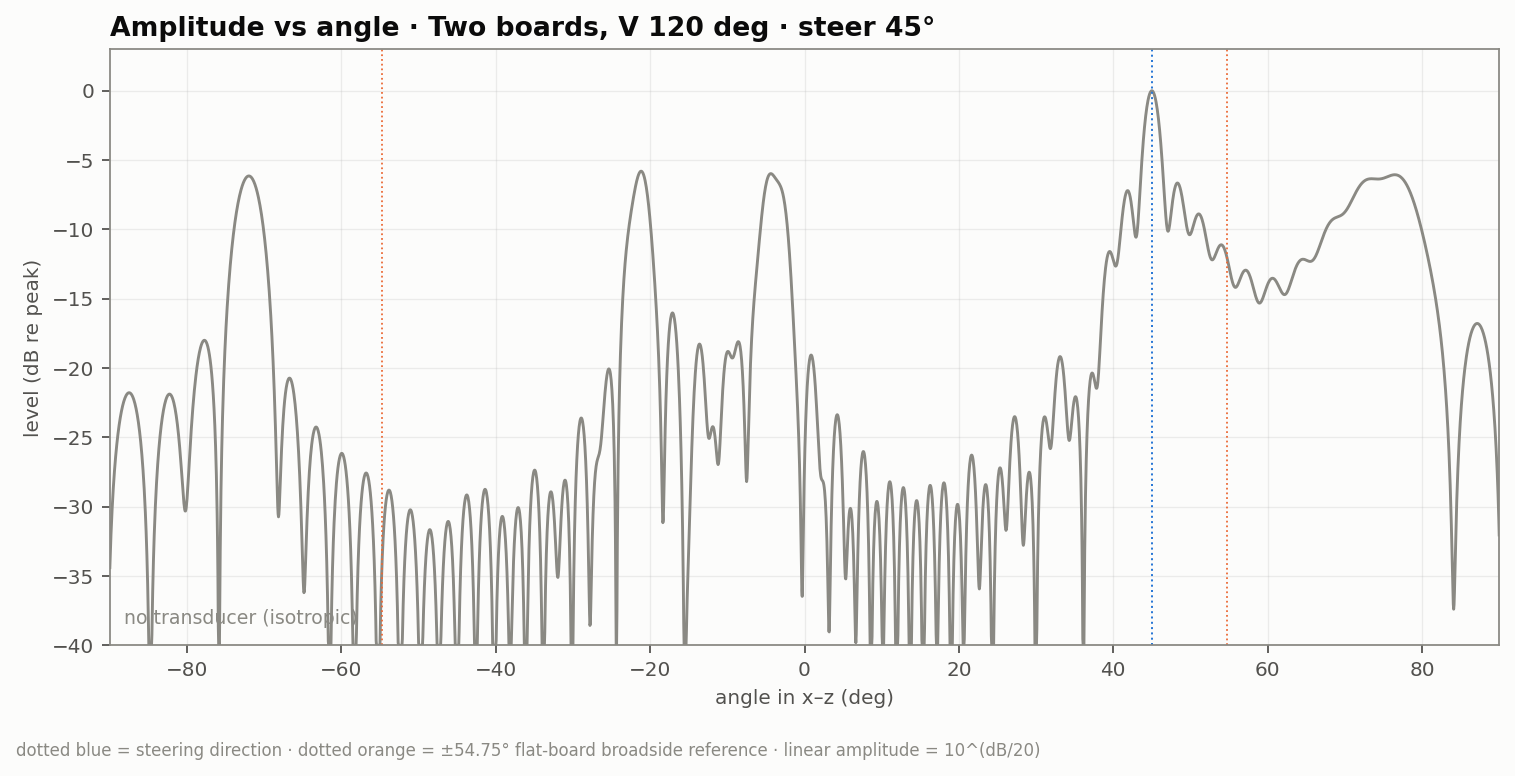 Amplitude vs angle · Two boards, V 120 deg · steer 45°
0
−5
−10
−15
−20
−25
−30
−35
−40
level (dB re peak)
no transducer (isotropic)
−80 −60 −40 −20 0 20 40 60 80
angle in x–z (deg)
dotted blue = steering direction · dotted orange = ±54.75° flat-board broadside reference · linear amplitude = 10^(dB/20)